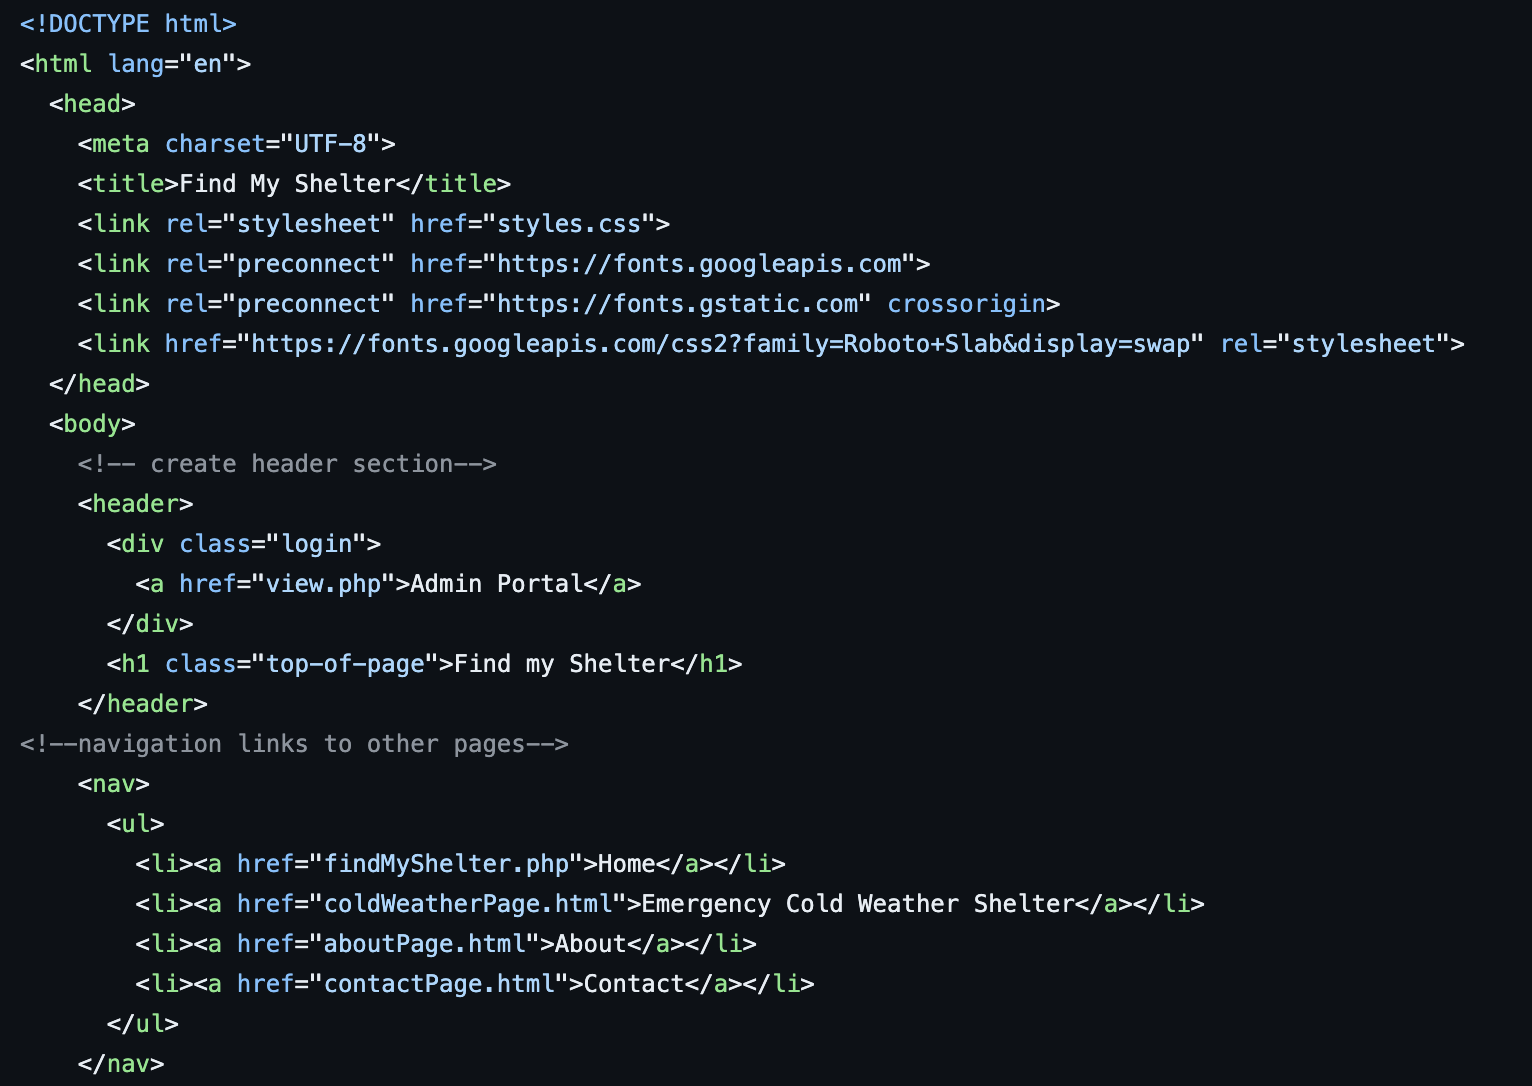 <!DOCTYPE html>
<html lang="en">
  <head>
    <meta charset="UTF-8">
    <title>Find My Shelter</title>
    <link rel="stylesheet" href="styles.css">
    <link rel="preconnect" href="https://fonts.googleapis.com">
    <link rel="preconnect" href="https://fonts.gstatic.com" crossorigin>
    <link href="https://fonts.googleapis.com/css2?family=Roboto+Slab&display=swap" rel="stylesheet">
  </head>
  <body>
    <!-- create header section-->
    <header>
      <div class="login">
        <a href="view.php">Admin Portal</a>
      </div>
      <h1 class="top-of-page">Find my Shelter</h1>
    </header>
<!--navigation links to other pages-->
    <nav>
      <ul>
        <li><a href="findMyShelter.php">Home</a></li>
        <li><a href="coldWeatherPage.html">Emergency Cold Weather Shelter</a></li>
        <li><a href="aboutPage.html">About</a></li>
        <li><a href="contactPage.html">Contact</a></li>
      </ul>
    </nav>